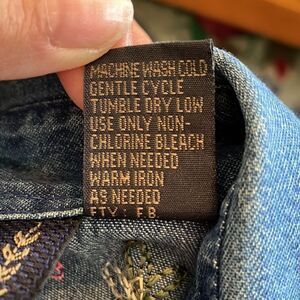 MACHINE WASH COLD
GENTLE CYCLE
TUMBLE DRY LOW
USE ONLY NON-
CHLORINE BLEACH
WHEN NEEDED
WARM IRON
AS NEEDED
FTY: F B